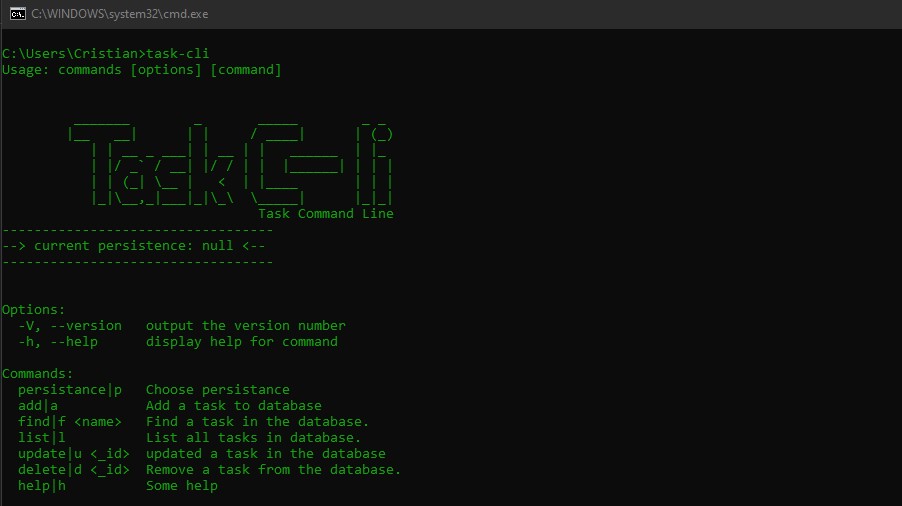 C:\WINDOWS\system32\cmd.exe
C:\Users\Cristian>task-cli
Usage: commands [options] [command]
Task C-li
Task Command Line
----------------------------------
--> current persistence: null <--
----------------------------------
Options:
-V, --version output the version number
-h, --help display help for command
Commands:
persistance|p Choose persistance
add|a Add a task to database
find|f <name> Find a task in the database.
list|l List all tasks in database.
update|u <_id> updated a task in the database
delete|d <_id> Remove a task from the database.
help|h Some help